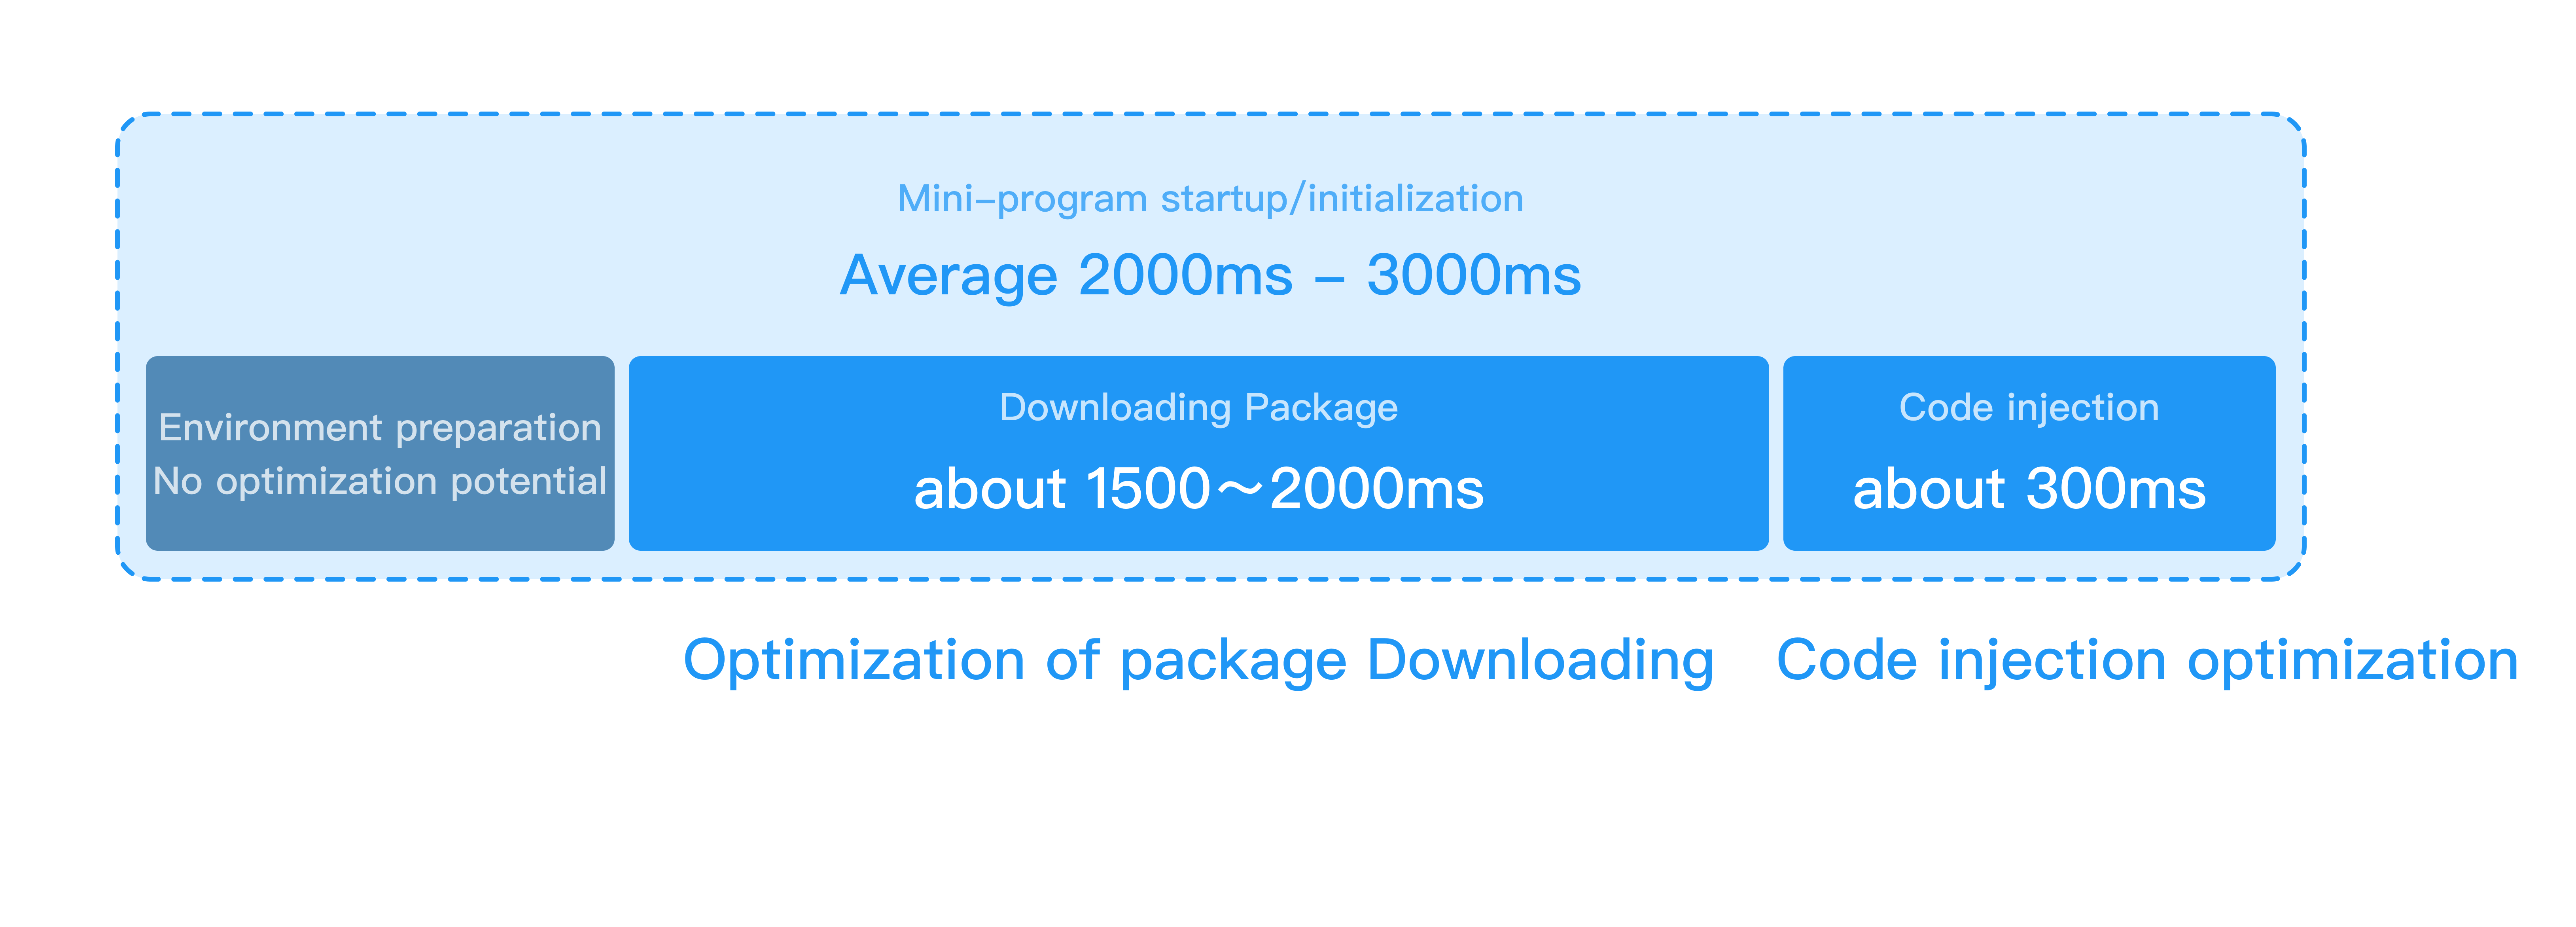 Mini–program startup/initialization
Average 2000ms – 3000ms
Environment preparation
No optimization potential
Downloading Package
about 1500～2000ms
Code injection
about 300ms
Optimization of package Downloading
Code injection optimization